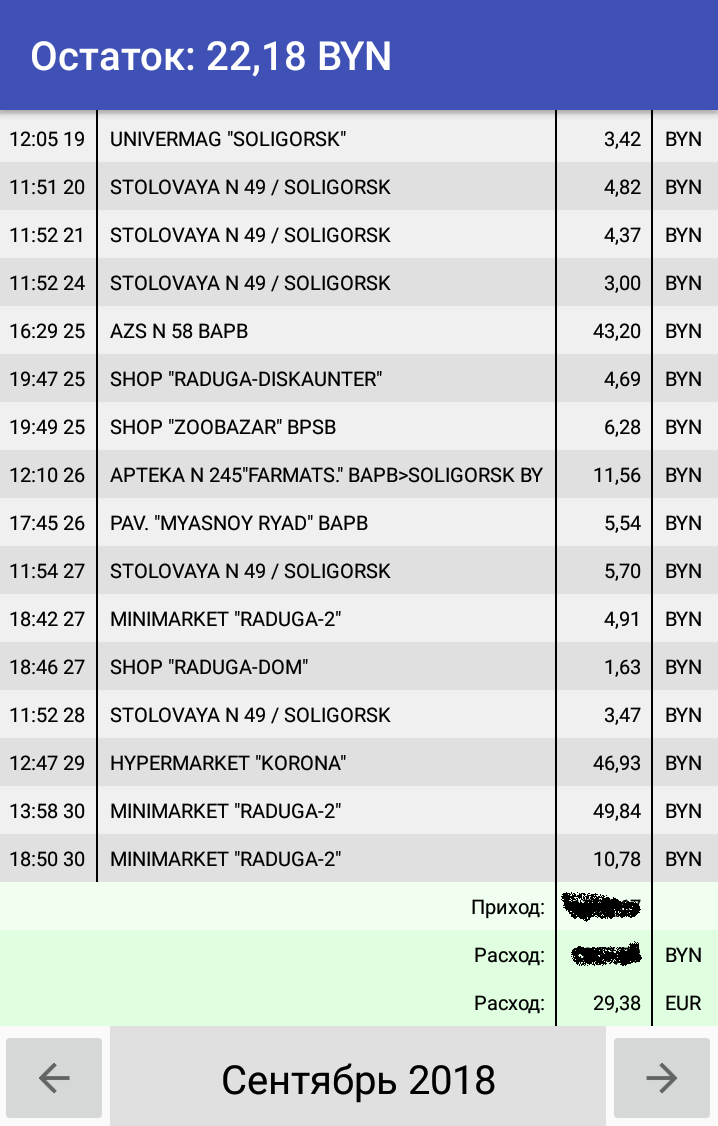 Остаток: 22,18 BYN
12:05 19 UNIVERMAG "SOLIGORSK" 3,42 BYN
11:51 20 STOLOVAYA N 49 / SOLIGORSK 4,82 BYN
11:52 21 STOLOVAYA N 49 / SOLIGORSK 4,37 BYN
11:52 24 STOLOVAYA N 49 / SOLIGORSK 3,00 BYN
16:29 25 AZS N 58 BAPB 43,20 BYN
19:47 25 SHOP "RADUGA-DISKAUNTER" 4,69 BYN
19:49 25 SHOP "ZOOBAZAR" BPSB 6,28 BYN
12:10 26 APTEKA N 245"FARMATS." BAPB>SOLIGORSK BY 11,56 BYN
17:45 26 PAV. "MYASNOY RYAD" BAPB 5,54 BYN
11:54 27 STOLOVAYA N 49 / SOLIGORSK 5,70 BYN
18:42 27 MINIMARKET "RADUGA-2" 4,91 BYN
18:46 27 SHOP "RADUGA-DOM" 1,63 BYN
11:52 28 STOLOVAYA N 49 / SOLIGORSK 3,47 BYN
12:47 29 HYPERMARKET "KORONA" 46,93 BYN
13:58 30 MINIMARKET "RADUGA-2" 49,84 BYN
18:50 30 MINIMARKET "RADUGA-2" 10,78 BYN
Приход:
Расход: BYN
Расход: 29,38 EUR
Сентябрь 2018